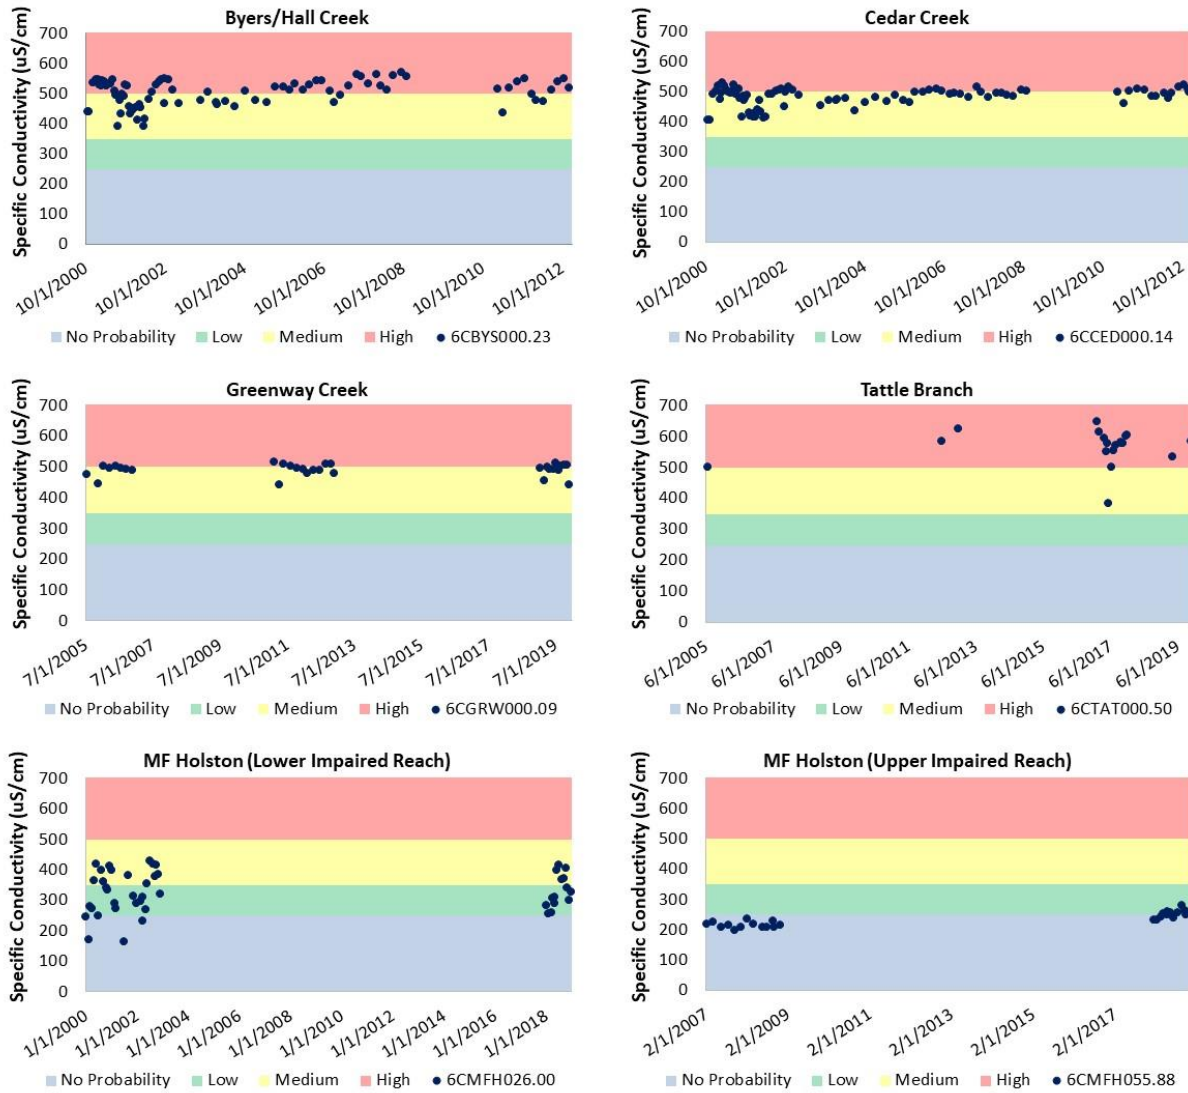 Byers/Hall Creek
Specific Conductivity (uS/cm)
700
600
500
400
300
200
100
0
10/1/2000 10/1/2002 10/1/2004 10/1/2006 10/1/2008 10/1/2010 10/1/2012
No Probability Low Medium High 6CBYS000.23
Cedar Creek
Specific Conductivity (uS/cm)
700
600
500
400
300
200
100
0
10/1/2000 10/1/2002 10/1/2004 10/1/2006 10/1/2008 10/1/2010 10/1/2012
No Probability Low Medium High 6CCED000.14
Greenway Creek
Specific Conductivity (uS/cm)
700
600
500
400
300
200
100
0
7/1/2005 7/1/2007 7/1/2009 7/1/2011 7/1/2013 7/1/2015 7/1/2017 7/1/2019
No Probability Low Medium High 6CGRW000.09
Tattle Branch
Specific Conductivity (uS/cm)
700
600
500
400
300
200
100
0
6/1/2005 6/1/2007 6/1/2009 6/1/2011 6/1/2013 6/1/2015 6/1/2017 6/1/2019
No Probability Low Medium High 6CTAT000.50
MF Holston (Lower Impaired Reach)
Specific Conductivity (uS/cm)
700
600
500
400
300
200
100
0
1/1/2000 1/1/2002 1/1/2004 1/1/2006 1/1/2008 1/1/2010 1/1/2012 1/1/2014 1/1/2016 1/1/2018
No Probability Low Medium High 6CMFH026.00
MF Holston (Upper Impaired Reach)
Specific Conductivity (uS/cm)
700
600
500
400
300
200
100
0
2/1/2007 2/1/2009 2/1/2011 2/1/2013 2/1/2015 2/1/2017
No Probability Low Medium High 6CMFH055.88